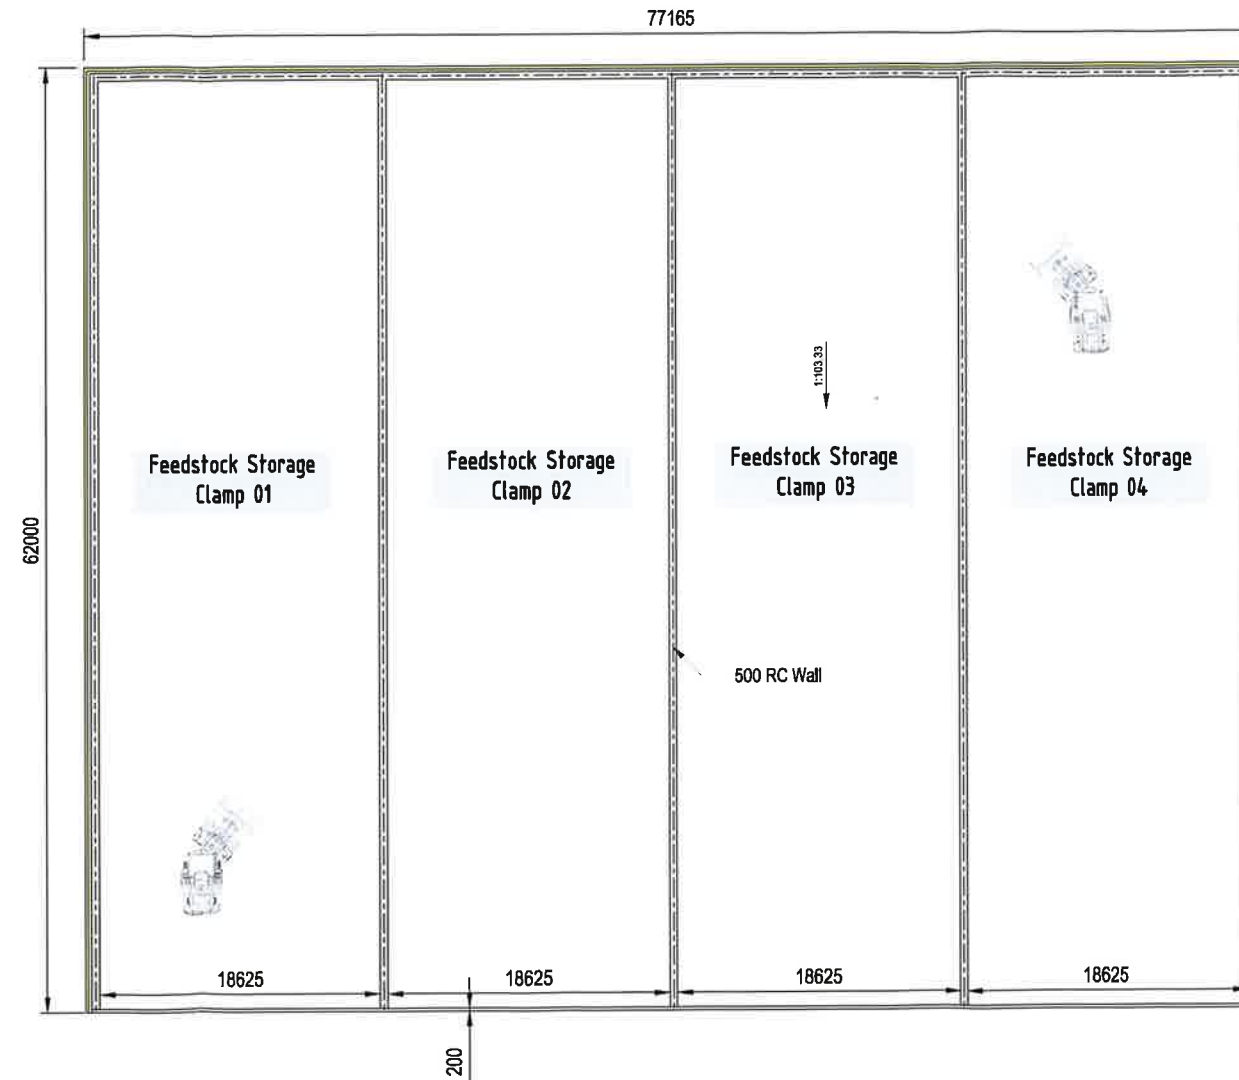 77165
62000
1:103.33
Feedstock Storage
Clamp 01
Feedstock Storage
Clamp 02
Feedstock Storage
Clamp 03
Feedstock Storage
Clamp 04
500 RC Wall
18625
18625
18625
18625
200